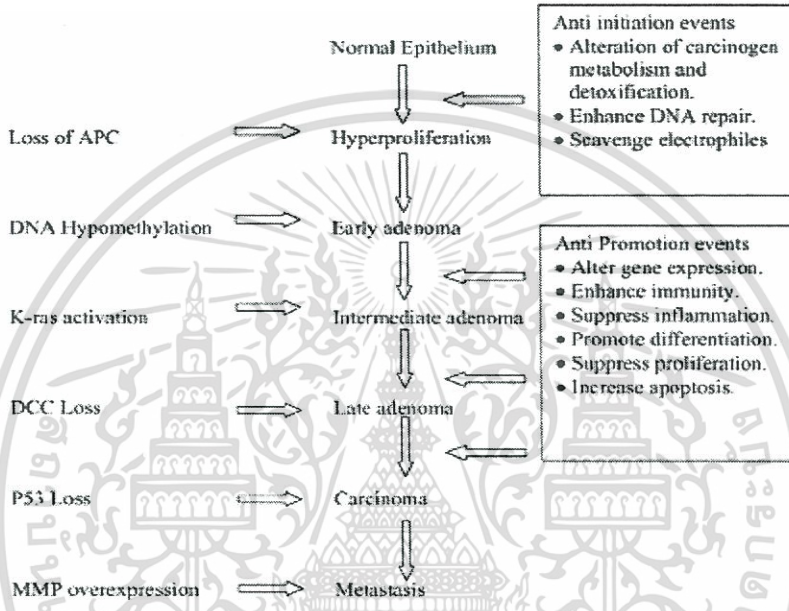 Normal Epithelium
Loss of APC
Hyperproliferation
DNA Hypomethylation
Early adenoma
K-ras activation
Intermediate adenoma
DCC Loss
Late adenoma
P53 Loss
Carcinoma
MMP overexpression
Metastasis
Anti initiation events
• Alteration of carcinogen
metabolism and
detoxification.
• Enhance DNA repair.
• Scavenge electrophiles
Anti Promotion events
• Alter gene expression.
• Enhance immunity.
• Suppress inflammation.
• Promote differentiation.
• Suppress proliferation.
• Increase apoptosis.